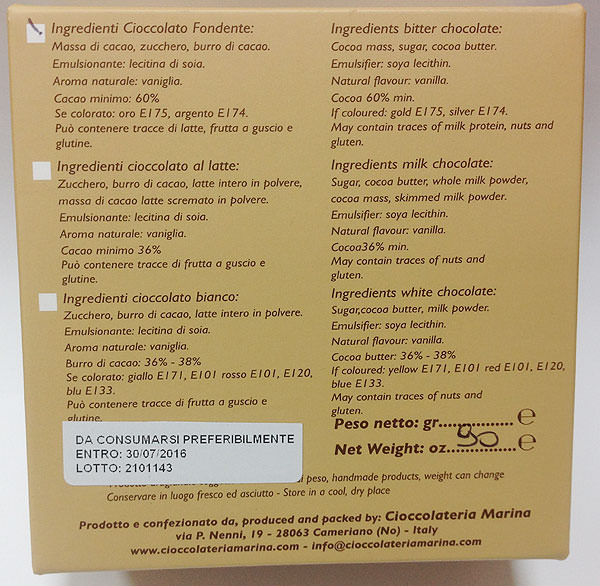 Ingredienti Cioccolato Fondente:
Massa di cacao, zucchero, burro di cacao.
Emulsionante: lecitina di soia.
Aroma naturale: vaniglia.
Cacao minimo: 60%
Se colorato: oro E175, argento E174.
Può contenere tracce di latte, frutta a guscio e
glutine.
Ingredienti cioccolato al latte:
Zucchero, burro di cacao, latte intero in polvere,
massa di cacao latte scremato in polvere.
Emulsionante: lecitina di soia.
Aroma naturale: vaniglia.
Cacao minimo 36%
Può contenere tracce di frutta a guscio e
glutine.
Ingredienti cioccolato bianco:
Zucchero, burro di cacao, latte intero in polvere.
Emulsionante: lecitina di soia.
Aroma naturale: vaniglia.
Burro di cacao: 36% - 38%
Se colorato: giallo E171, E101 rosso E101, E120,
blu E133.
Può contenere tracce di frutta a guscio e
glutine.
Ingredients bitter chocolate:
Cocoa mass, sugar, cocoa butter.
Emulsifier: soya lecithin.
Natural flavour: vanilla.
Cocoa 60% min.
If coloured: gold E175, silver E174.
May contain traces of milk protein, nuts and
gluten.
Ingredients milk chocolate:
Sugar, cocoa butter, whole milk powder,
cocoa mass, skimmed milk powder.
Emulsifier: soya lecithin.
Natural flavour: vanilla.
Cocoa36% min.
May contain traces of nuts and
gluten.
Ingredients white chocolate:
Sugar,cocoa butter, milk powder.
Emulsifier: soya lecithin.
Natural flavour: vanilla.
Cocoa butter: 36% - 38%
If coloured: yellow E171, E101 red E101, E120,
blue E133.
May contain traces of nuts and
gluten.
Peso netto: gr................ e
90
Net Weight: oz................ e
DA CONSUMARSI PREFERIBILMENTE
ENTRO: 30/07/2016
LOTTO: 2101143
di peso, handmade products, weight can change
Conservare in luogo fresco ed asciutto - Store in a cool, dry place
Prodotto e confezionato da, produced and packed by: Cioccolateria Marina
via P. Nenni, 19 - 28063 Cameriano (No) - Italy
www.cioccolateriamarina.com - info@cioccolateriamarina.com